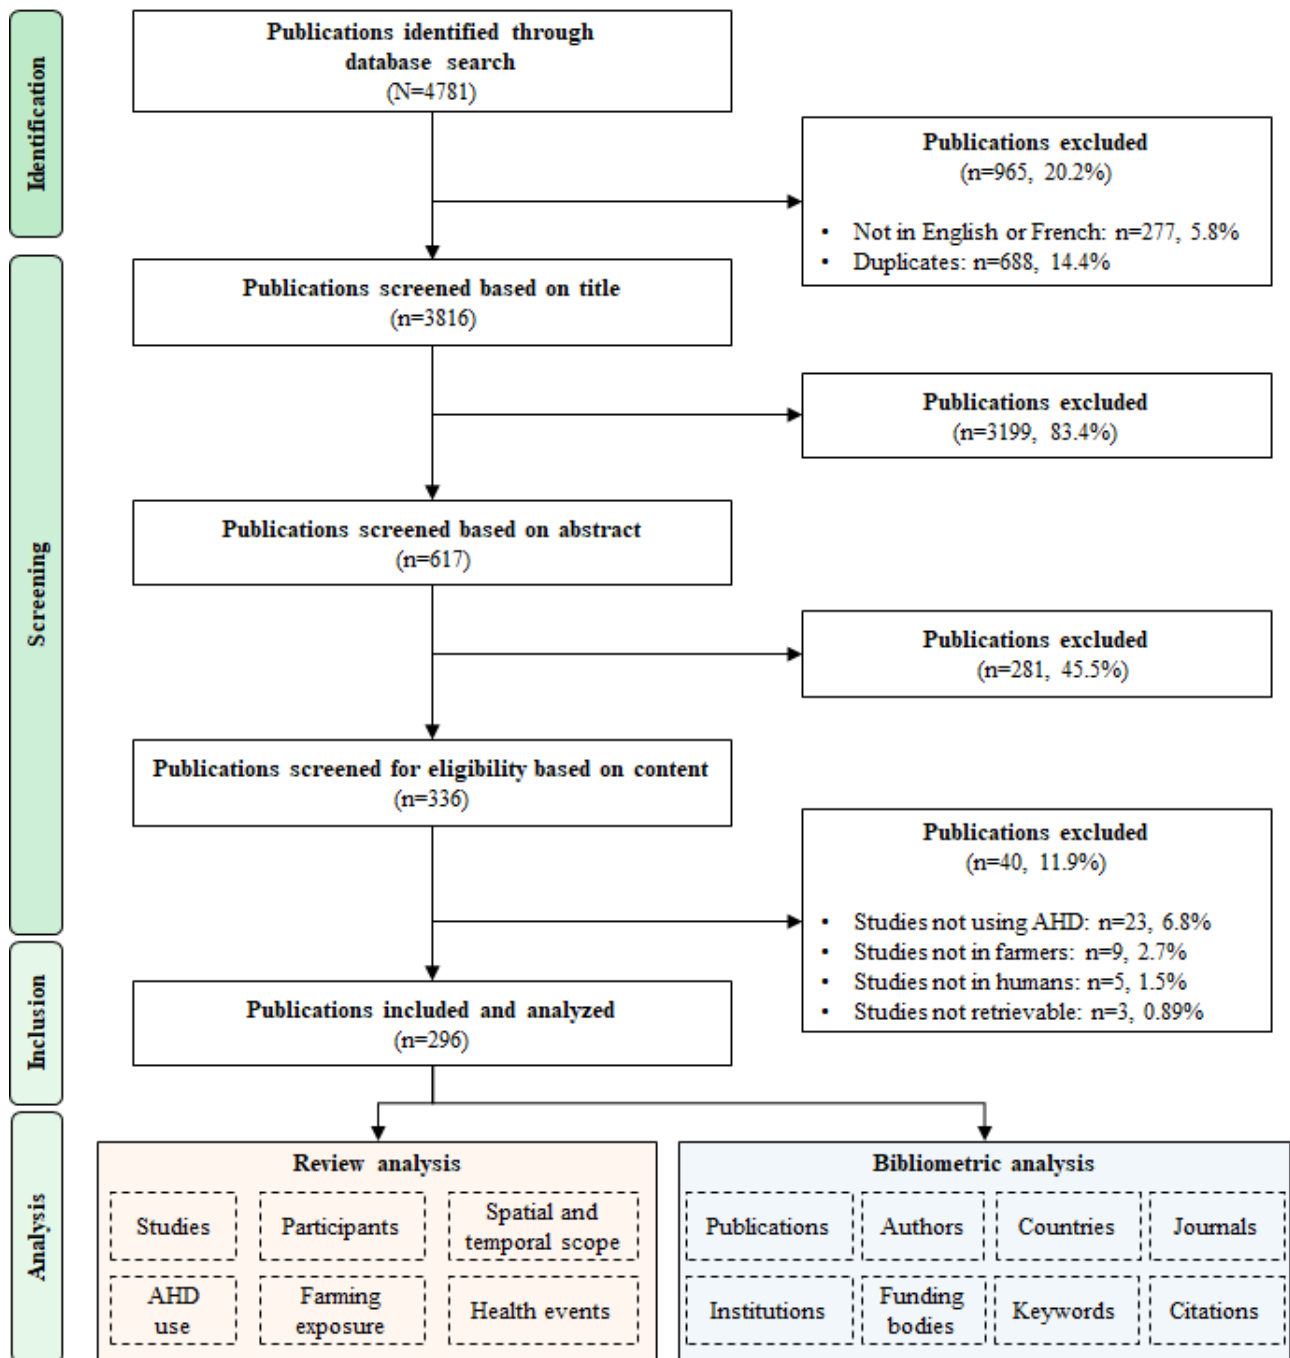 Identification
Publications identified through
database search
(N=4781)
Publications excluded
(n=965, 20.2%)
• Not in English or French: n=277, 5.8%
• Duplicates: n=688, 14.4%
Screening
Publications screened based on title
(n=3816)
Publications excluded
(n=3199, 83.4%)
Publications screened based on abstract
(n=617)
Publications excluded
(n=281, 45.5%)
Publications screened for eligibility based on content
(n=336)
Publications excluded
(n=40, 11.9%)
• Studies not using AHD: n=23, 6.8%
• Studies not in farmers: n=9, 2.7%
• Studies not in humans: n=5, 1.5%
• Studies not retrievable: n=3, 0.89%
Inclusion
Publications included and analyzed
(n=296)
Analysis
Review analysis
Studies
Participants
Spatial and
temporal scope
AHD
use
Farming
exposure
Health events
Bibliometric analysis
Publications
Authors
Countries
Journals
Institutions
Funding
bodies
Keywords
Citations